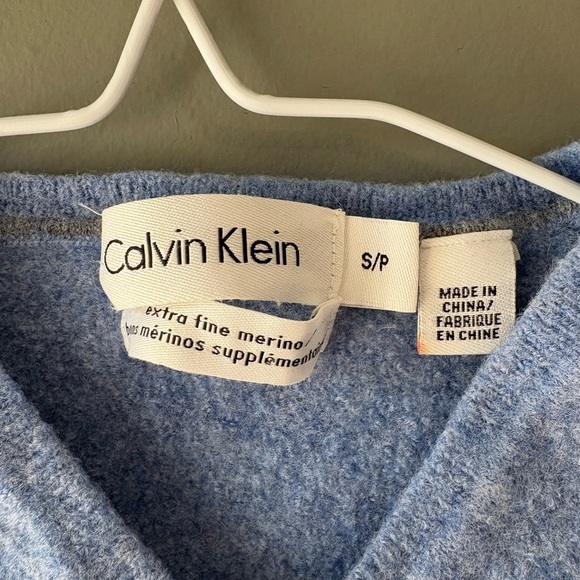 Calvin Klein
S/P
extra fine merino/
mérinos supplémentaire
MADE IN
CHINA/
FABRIQUE
EN CHINE